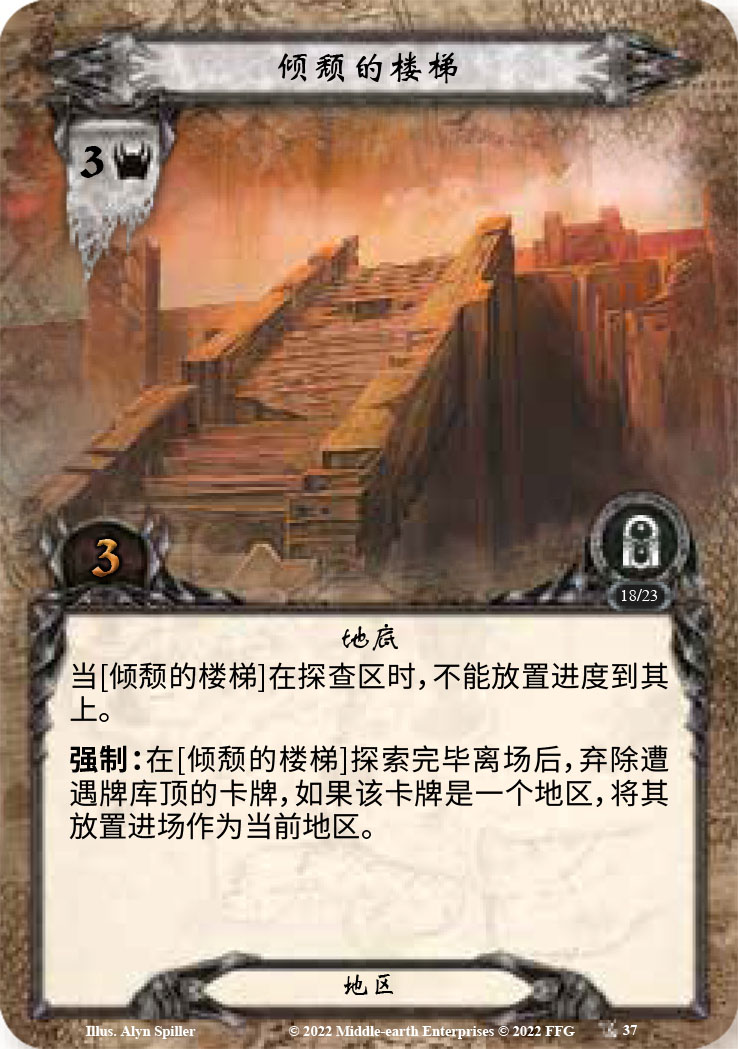 倾颓的楼梯
3
3
18/23
地底
当[倾颓的楼梯]在探查区时，不能放置进度到其
上。
强制：在[倾颓的楼梯]探索完毕离场后，弃除遭
遇牌库顶的卡牌，如果该卡牌是一个地区，将其
放置进场作为当前地区。
地区
Illus. Alyn Spiller © 2022 Middle-earth Enterprises © 2022 FFG 37